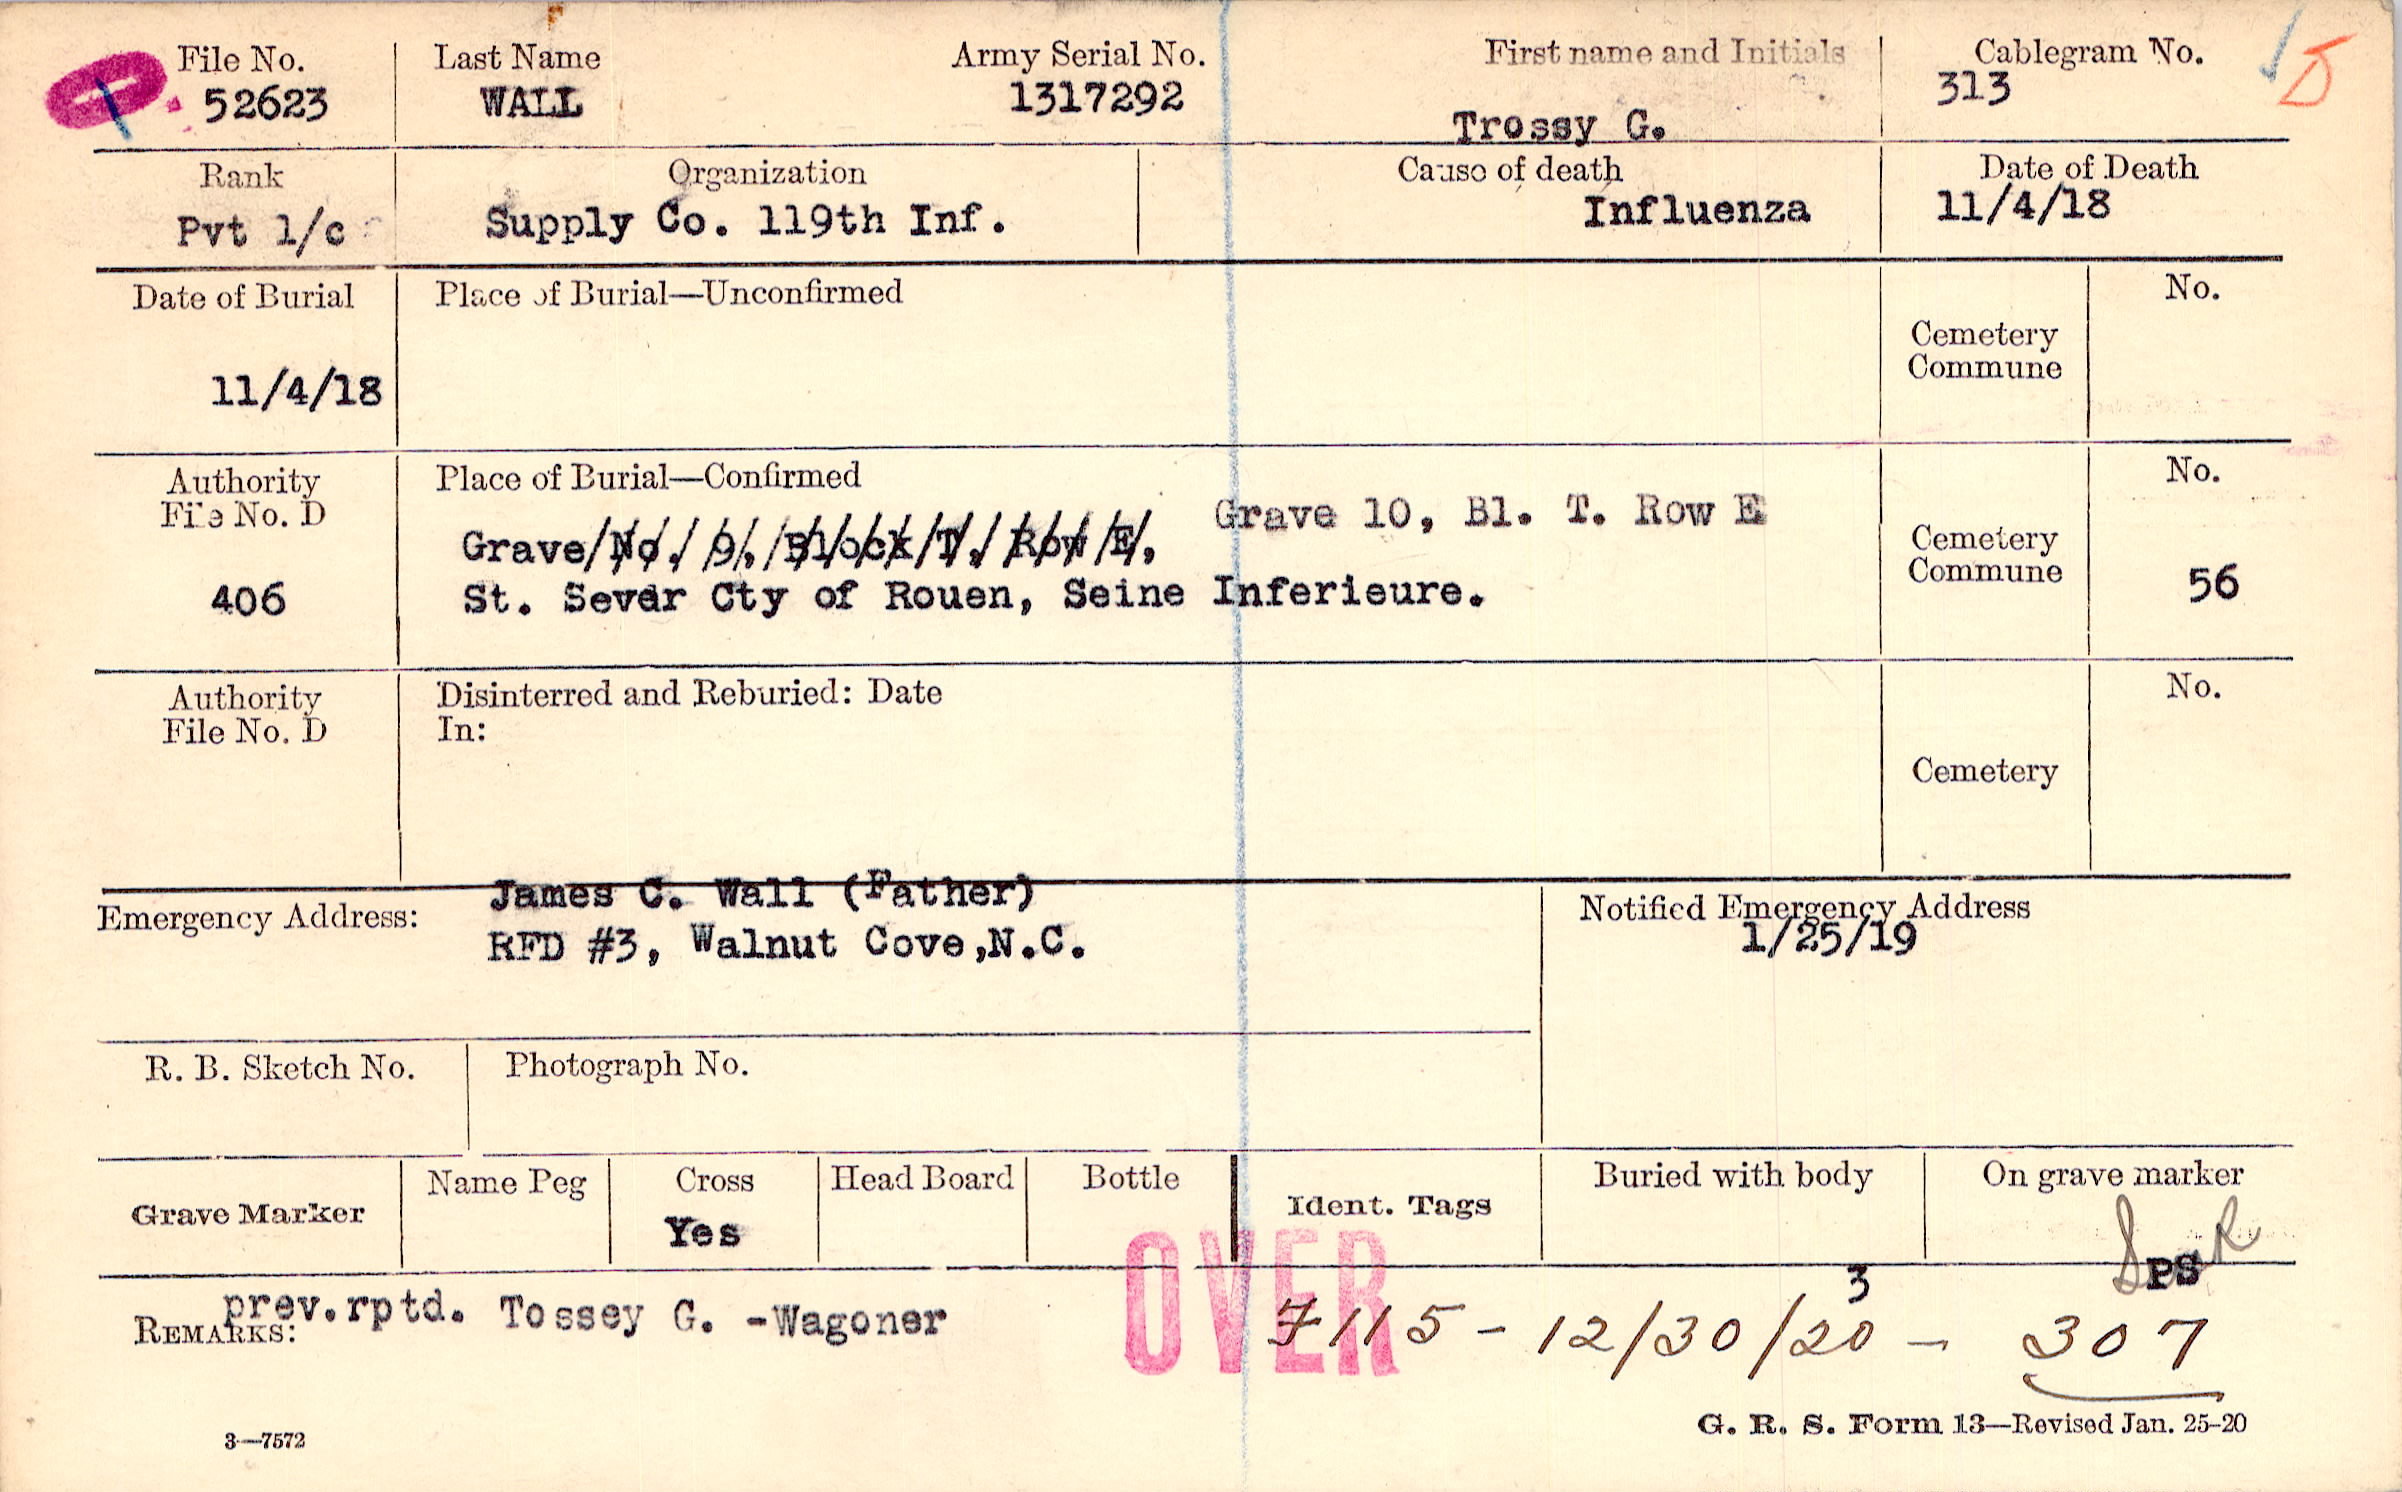 File No. Last Name Army Serial No. First name and Initials Cablegram No.
52623 WALL 1317292 Trossy G. 313
Rank Organization Cause of death Date of Death
Pvt 1/c Supply Co. 119th Inf. Influenza 11/4/18
Date of Burial Place of Burial—Unconfirmed No.
Cemetery
Commune
11/4/18
Authority Place of Burial—Confirmed No.
File No. D
Grave No. 9, Block T, Row E, Grave 10, Bl. T. Row E
Cemetery
Commune
406 St. Sever Cty of Rouen, Seine Inferieure. 56
Authority Disinterred and Reburied: Date No.
File No. D In:
Cemetery
James C. Wall (Father)
Emergency Address: Notified Emergency Address
RFD #3, Walnut Cove,N.C. 1/25/19
R. B. Sketch No. Photograph No.
Grave Marker Name Peg Cross Head Board Bottle Ident. Tags Buried with body On grave marker
Yes
PS
3
OVER
prev.rptd. Tossey G. -Wagoner
REMARKS:
7115 - 12/30/20 - 307
3—7572 G. R. S. Form 13—Revised Jan. 25-20